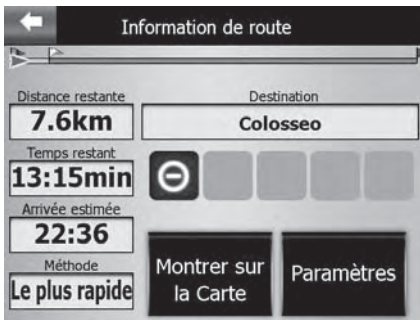 Information de route
Distance restante
7.6km
Destination
Colosseo
Temps restant
13:15min
Arrivée estimée
22:36
Méthode
Le plus rapide
Montrer sur
la Carte
Paramètres